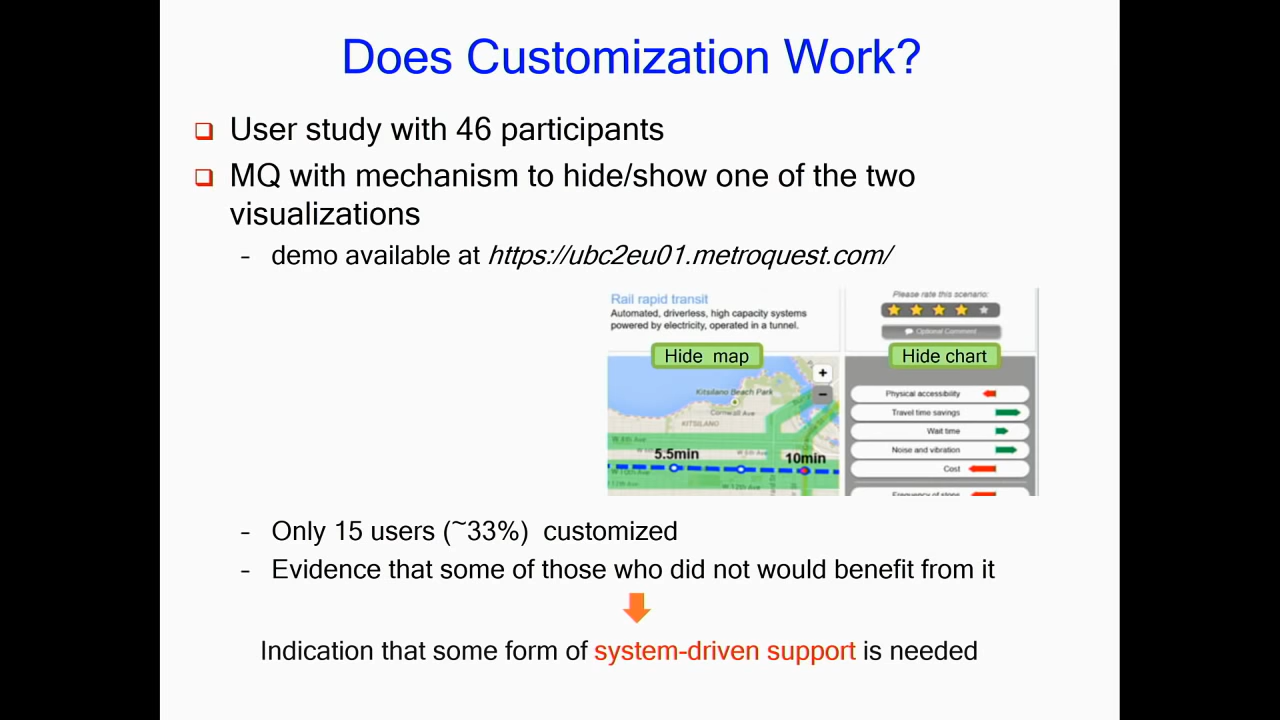 Does Customization Work?
User study with 46 participants
MQ with mechanism to hide/show one of the two
visualizations
- demo available at https://ubc2eu01.metroquest.com/
Rail rapid transit
Automated, driverless, high capacity systems
powered by electricity, operated in a tunnel.
Please rate this scenario:
Optional Comment
Hide map
Hide chart
+
−
Kitsilano Beach Park
Cornwall Ave
KITSILANO
Physical accessibility
Travel time savings
Wait time
Noise and vibration
Cost
Frequency of stops
5.5min
10min
W 10th Ave
W 12th Ave
- Only 15 users (~33%) customized
- Evidence that some of those who did not would benefit from it
Indication that some form of system-driven support is needed